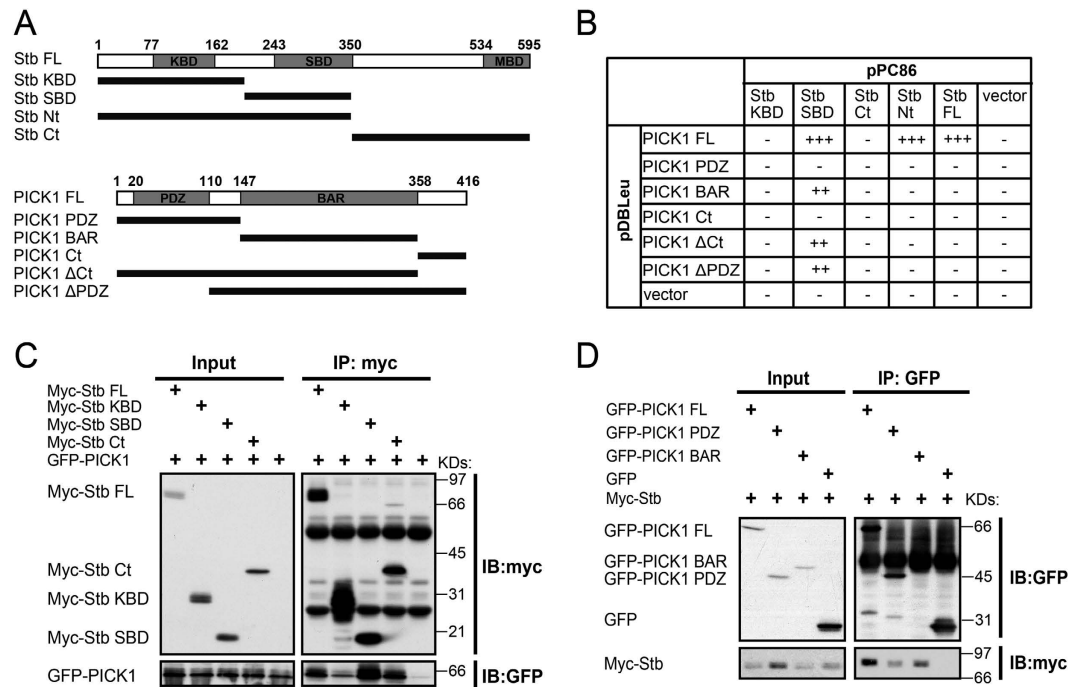 A
1 77 162 243 350 534 595
Stb FL KBD SBD MBD
Stb KBD
Stb SBD
Stb Nt
Stb Ct
1 20 110 147 358 416
PICK1 FL PDZ BAR
PICK1 PDZ
PICK1 BAR
PICK1 Ct
PICK1 ΔCt
PICK1 ΔPDZ
B
pPC86
Stb KBD Stb SBD Stb Ct Stb Nt Stb FL vector
pDBLeu
PICK1 FL - +++ - +++ +++ -
PICK1 PDZ - - - - - -
PICK1 BAR - ++ - - - -
PICK1 Ct - - - - - -
PICK1 ΔCt - ++ - - - -
PICK1 ΔPDZ - ++ - - - -
vector - - - - - -
C
Input IP: myc
Myc-Stb FL + +
Myc-Stb KBD + +
Myc-Stb SBD + +
Myc-Stb Ct + +
GFP-PICK1 + + + + + + + + + + KDs:
Myc-Stb FL
Myc-Stb Ct
Myc-Stb KBD
Myc-Stb SBD
97
66
45
31
21
IB:myc
GFP-PICK1 66 IB:GFP
D
Input IP: GFP
GFP-PICK1 FL + +
GFP-PICK1 PDZ + +
GFP-PICK1 BAR + +
GFP + +
Myc-Stb + + + + + + + + KDs:
GFP-PICK1 FL
GFP-PICK1 BAR
GFP-PICK1 PDZ
GFP
66
45
31
IB:GFP
Myc-Stb
97
66
IB:myc